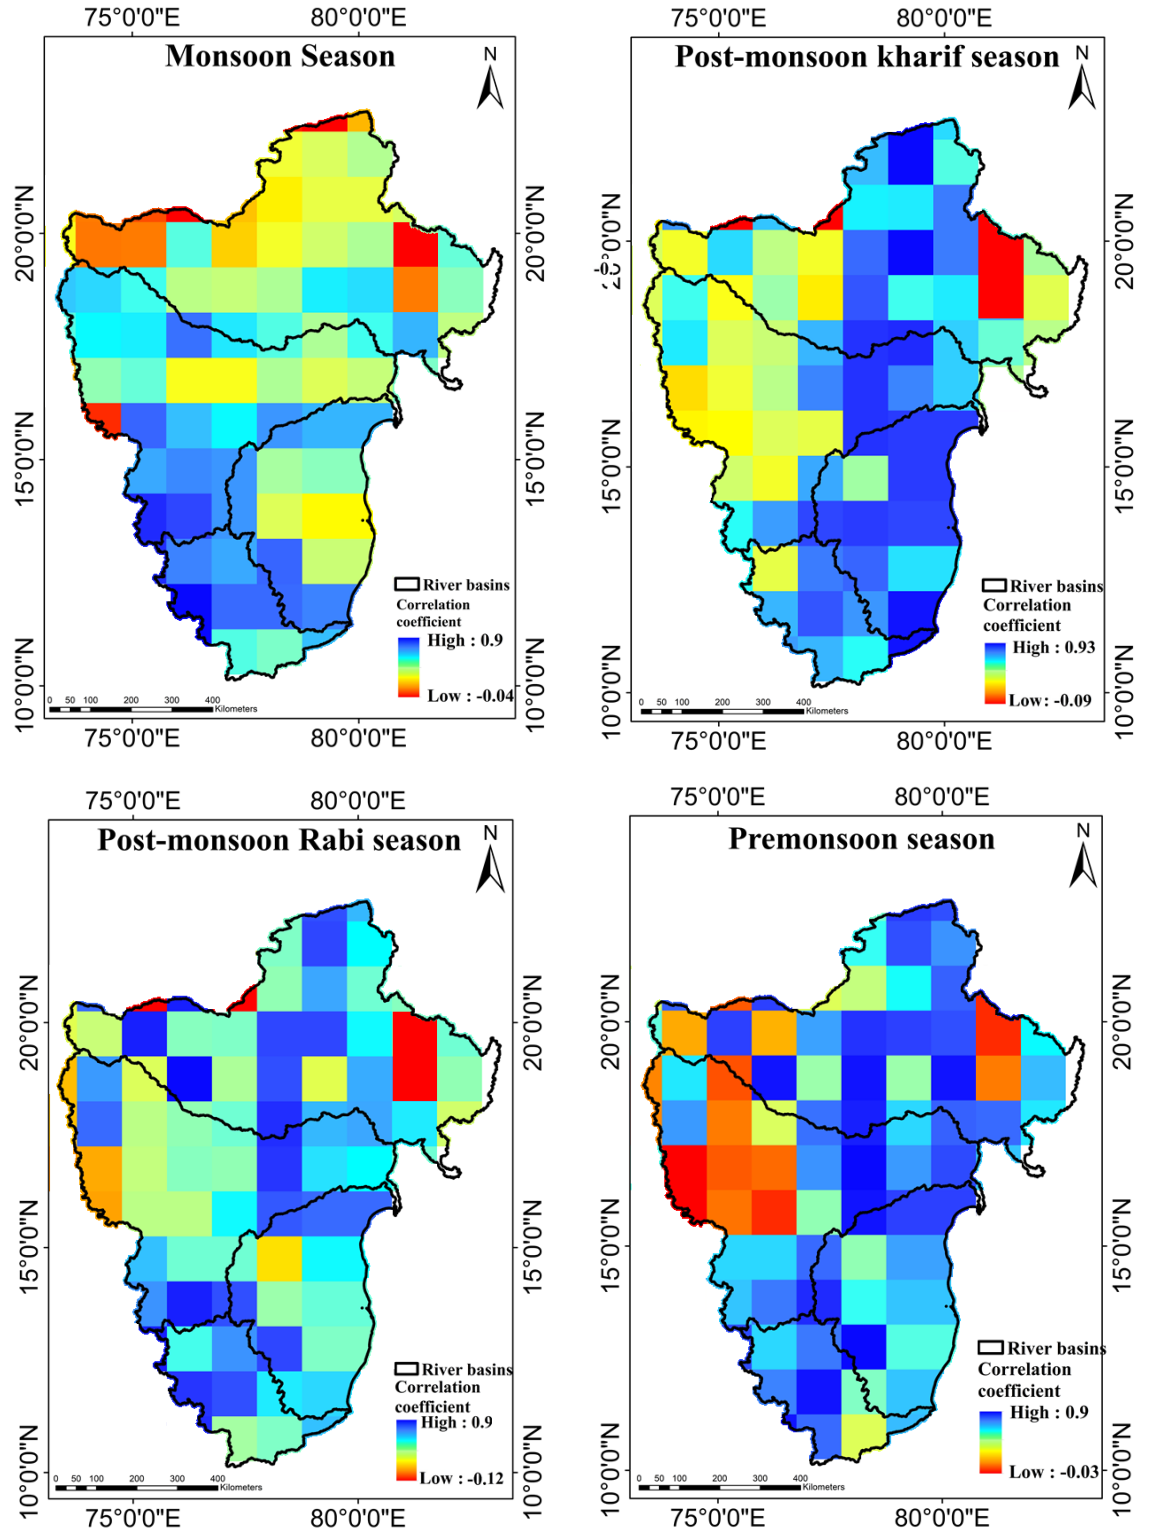 75°0'0"E 80°0'0"E
Monsoon Season
N
20°0'0"N
15°0'0"N
10°0'0"N
20°0'0"N
15°0'0"N
10°0'0"N
River basins
Correlation
coefficient
High : 0.9
Low : -0.04
0 50 100 200 300 400
Kilometers
75°0'0"E 80°0'0"E
75°0'0"E 80°0'0"E
Post-monsoon kharif season
N
15°0'0"N
10°0'0"N
20°0'0"N
15°0'0"N
10°0'0"N
River basins
Correlation
coefficient
High : 0.93
Low: -0.09
0 50 100 200 300 400
Kilometers
75°0'0"E 80°0'0"E
75°0'0"E 80°0'0"E
Post-monsoon Rabi season
N
20°0'0"N
15°0'0"N
10°0'0"N
20°0'0"N
15°0'0"N
10°0'0"N
River basins
Correlation
coefficient
High : 0.9
Low : -0.12
0 50 100 200 300 400
Kilometers
75°0'0"E 80°0'0"E
75°0'0"E 80°0'0"E
Premonsoon season
N
20°0'0"N
15°0'0"N
10°0'0"N
20°0'0"N
15°0'0"N
10°0'0"N
River basins
Correlation
coefficient
High : 0.9
Low : -0.03
0 50 100 200 300 400
Kilometers
75°0'0"E 80°0'0"E